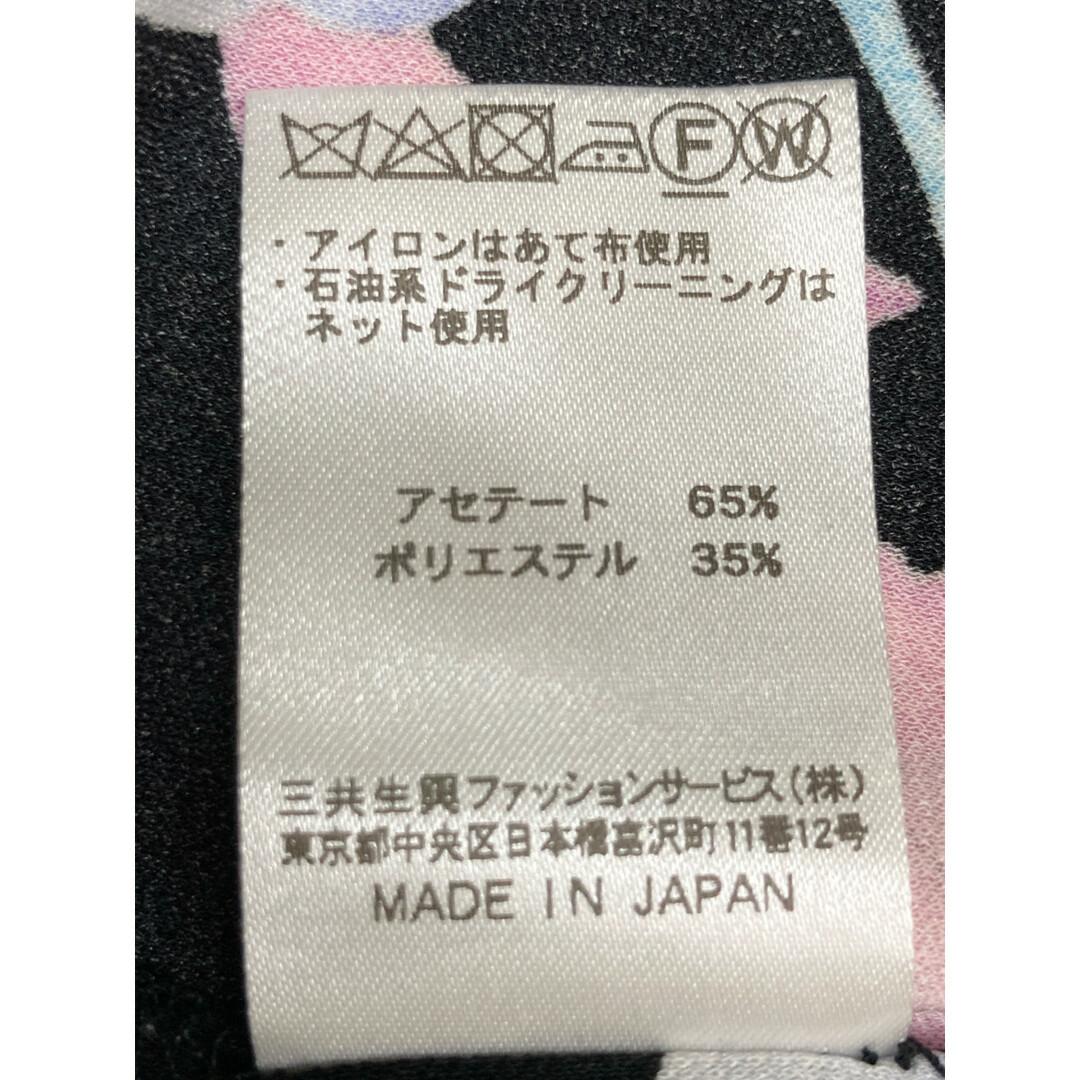 F W
・アイロンはあて布使用
・石油系ドライクリーニングは
ネット使用
アセテート 65%
ポリエステル 35%
三共生興ファッションサービス(株)
東京都中央区日本橋富沢町11番12号
MADE IN JAPAN